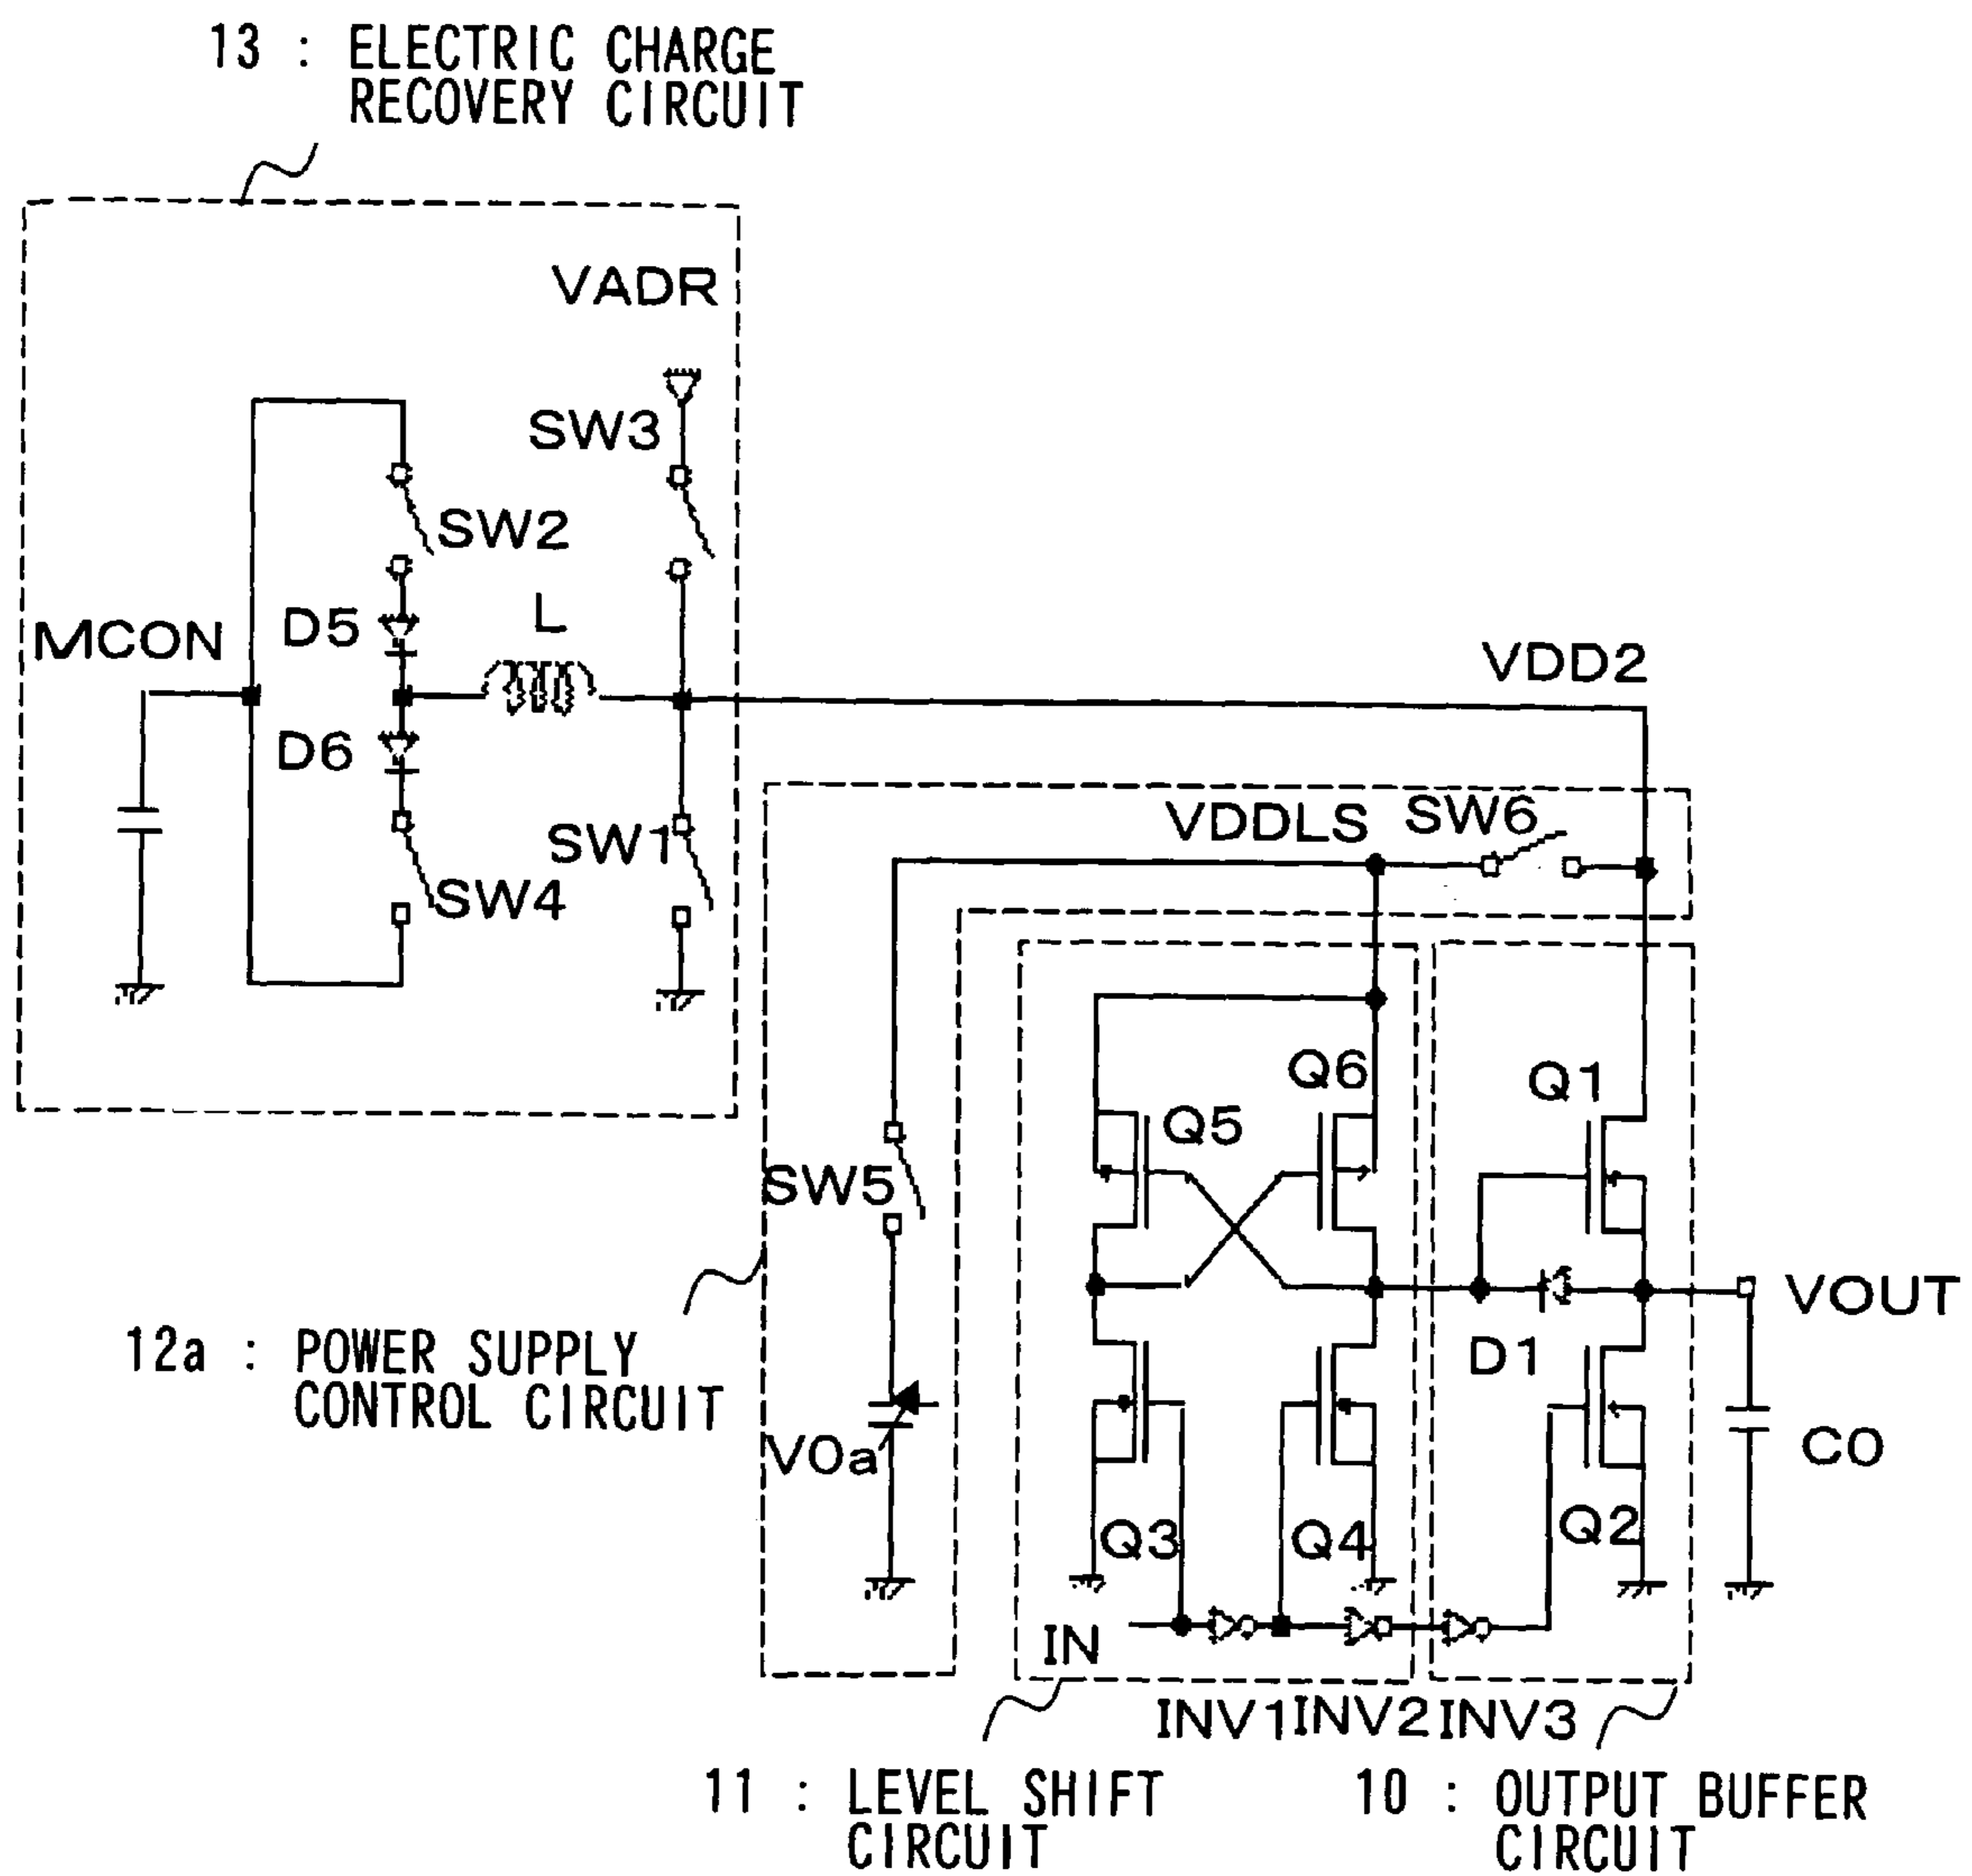 13 : ELECTRIC CHARGE
RECOVERY CIRCUIT
VADR
SW3
SW2
L
D5
MCON
VDD2
D6
VDDLS
SW6
SW1
SW4
Q6
Q1
Q5
SW5
VOUT
12a : POWER SUPPLY
CONTROL CIRCUIT
D1
V0a
C0
Q3
Q4
Q2
IN
INV1
INV2
INV3
11 : LEVEL SHIFT
CIRCUIT
10 : OUTPUT BUFFER
CIRCUIT